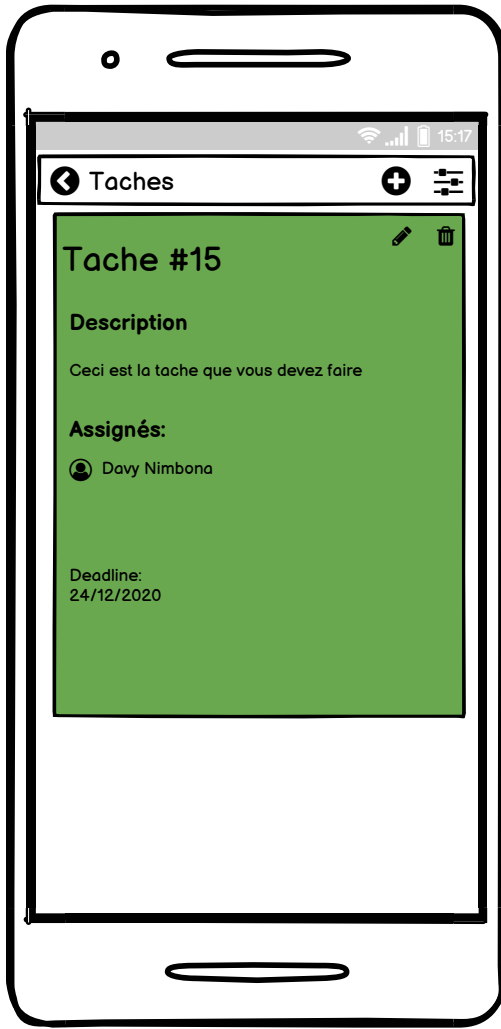 15:17
Taches
Tache #15
Description
Ceci est la tache que vous devez faire
Assignés:
Davy Nimbona
Deadline:
24/12/2020